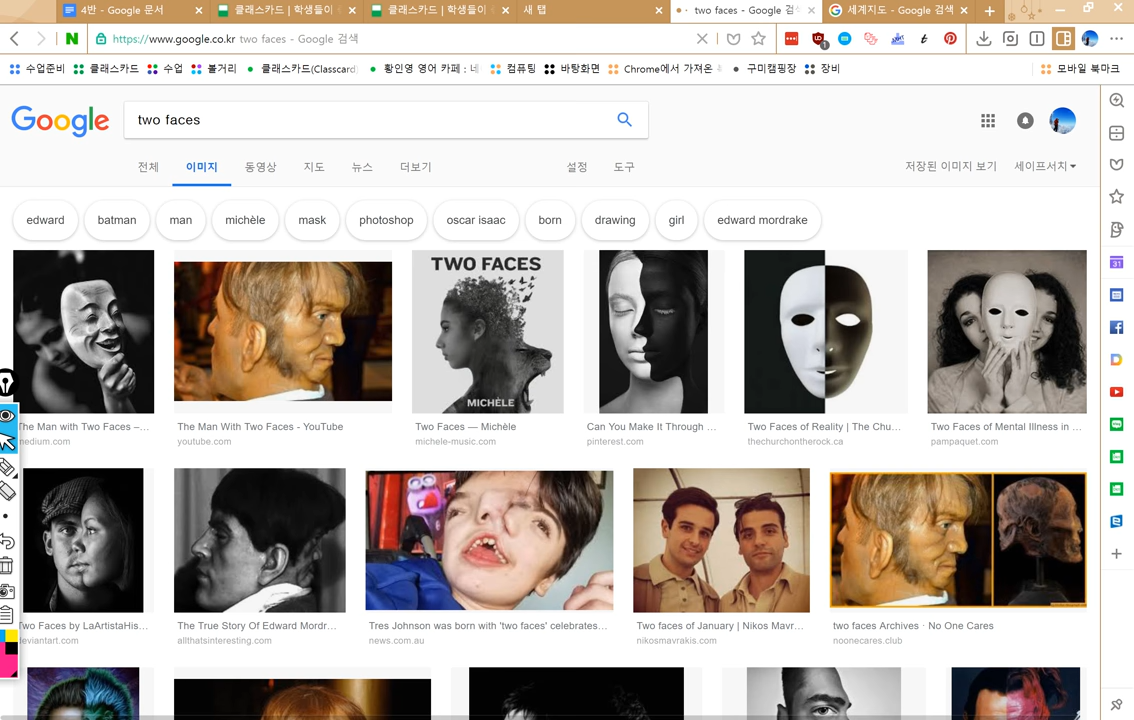 4반 - Google 문서
클래스카드 | 학생들이
클래스카드 | 학생들이
새 탭
two faces - Google 검색
세계지도 - Google 검색
N
https://www.google.co.kr two faces - Google 검색
수업준비
클래스카드
수업
볼거리
클래스카드(Classcard)
황인영 영어 카페 ; 네
컴퓨팅
바탕화면
Chrome에서 가져온 북
구미캠핑장
장비
모바일 북마크
Google
two faces
전체
이미지
동영상
지도
뉴스
더보기
설정
도구
저장된 이미지 보기
세이프서치
edward
batman
man
michèle
mask
photoshop
oscar isaac
born
drawing
girl
edward mordrake
TWO FACES
MICHÈLE
The Man with Two Faces –...
medium.com
The Man With Two Faces - YouTube
youtube.com
Two Faces — Michèle
michele-music.com
Can You Make It Through ...
pinterest.com
Two Faces of Reality | The Chu...
thechurchontherock.ca
Two Faces of Mental Illness in ...
pampaquet.com
Two Faces by LaArtistaHis...
deviantart.com
The True Story Of Edward Mordr...
allthatsinteresting.com
Tres Johnson was born with 'two faces' celebrates...
news.com.au
Two faces of January | Nikos Mavr...
nikosmavrakis.com
two faces Archives · No One Cares
noonecares.club
31